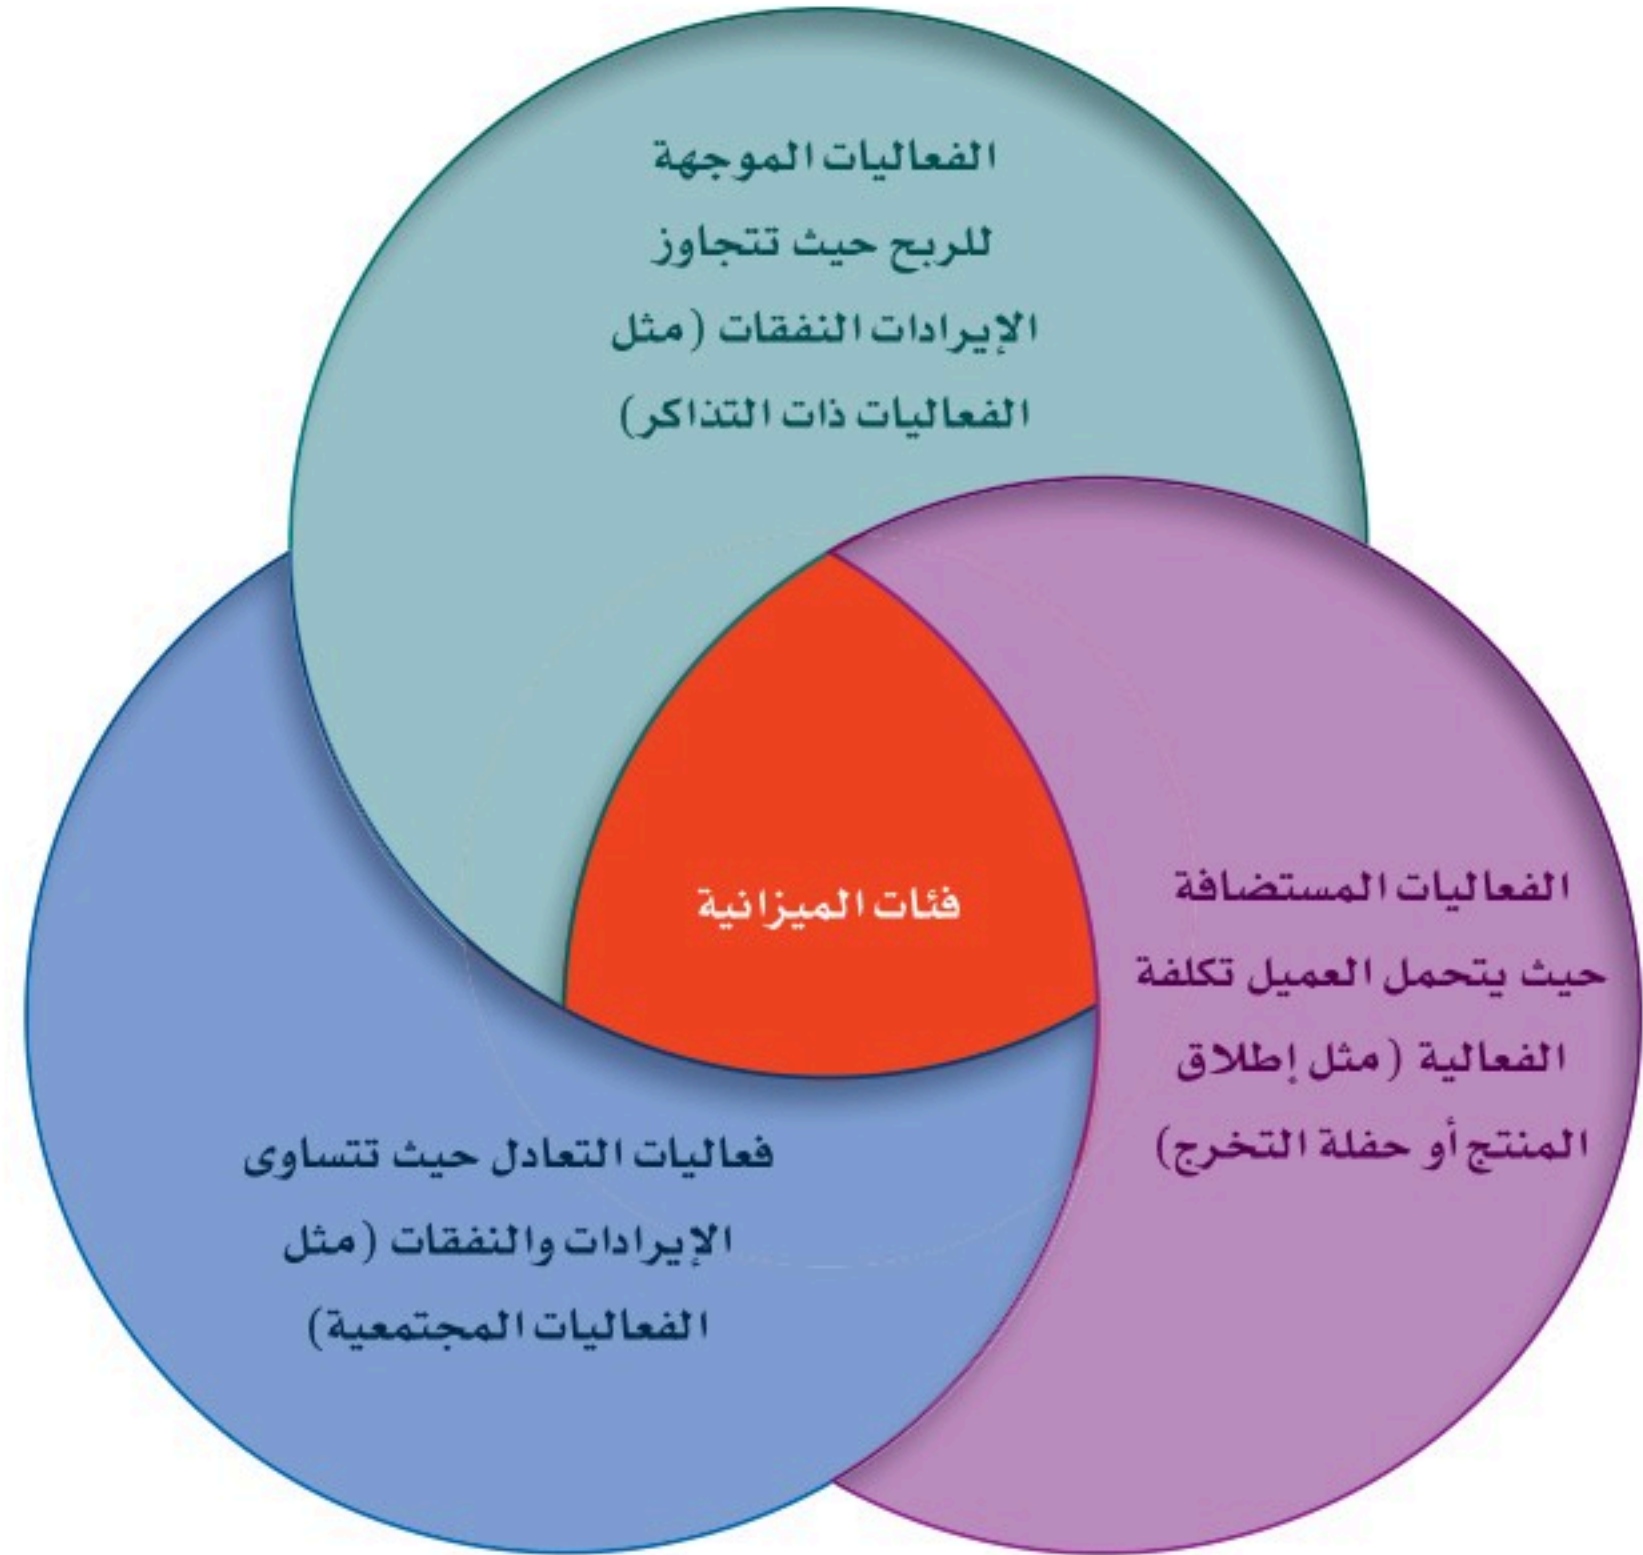 الفعاليات الموجهة
للربح حيث تتجاوز
الإيرادات النفقات (مثل
الفعاليات ذات التذاكر)
فئات الميزانية
الفعاليات المستضافة
حيث يتحمل العميل تكلفة
الفعالية (مثل إطلاق
المنتج أو حفلة التخرج)
فعاليات التعادل حيث تتساوى
الإيرادات والنفقات (مثل
الفعاليات المجتمعية)